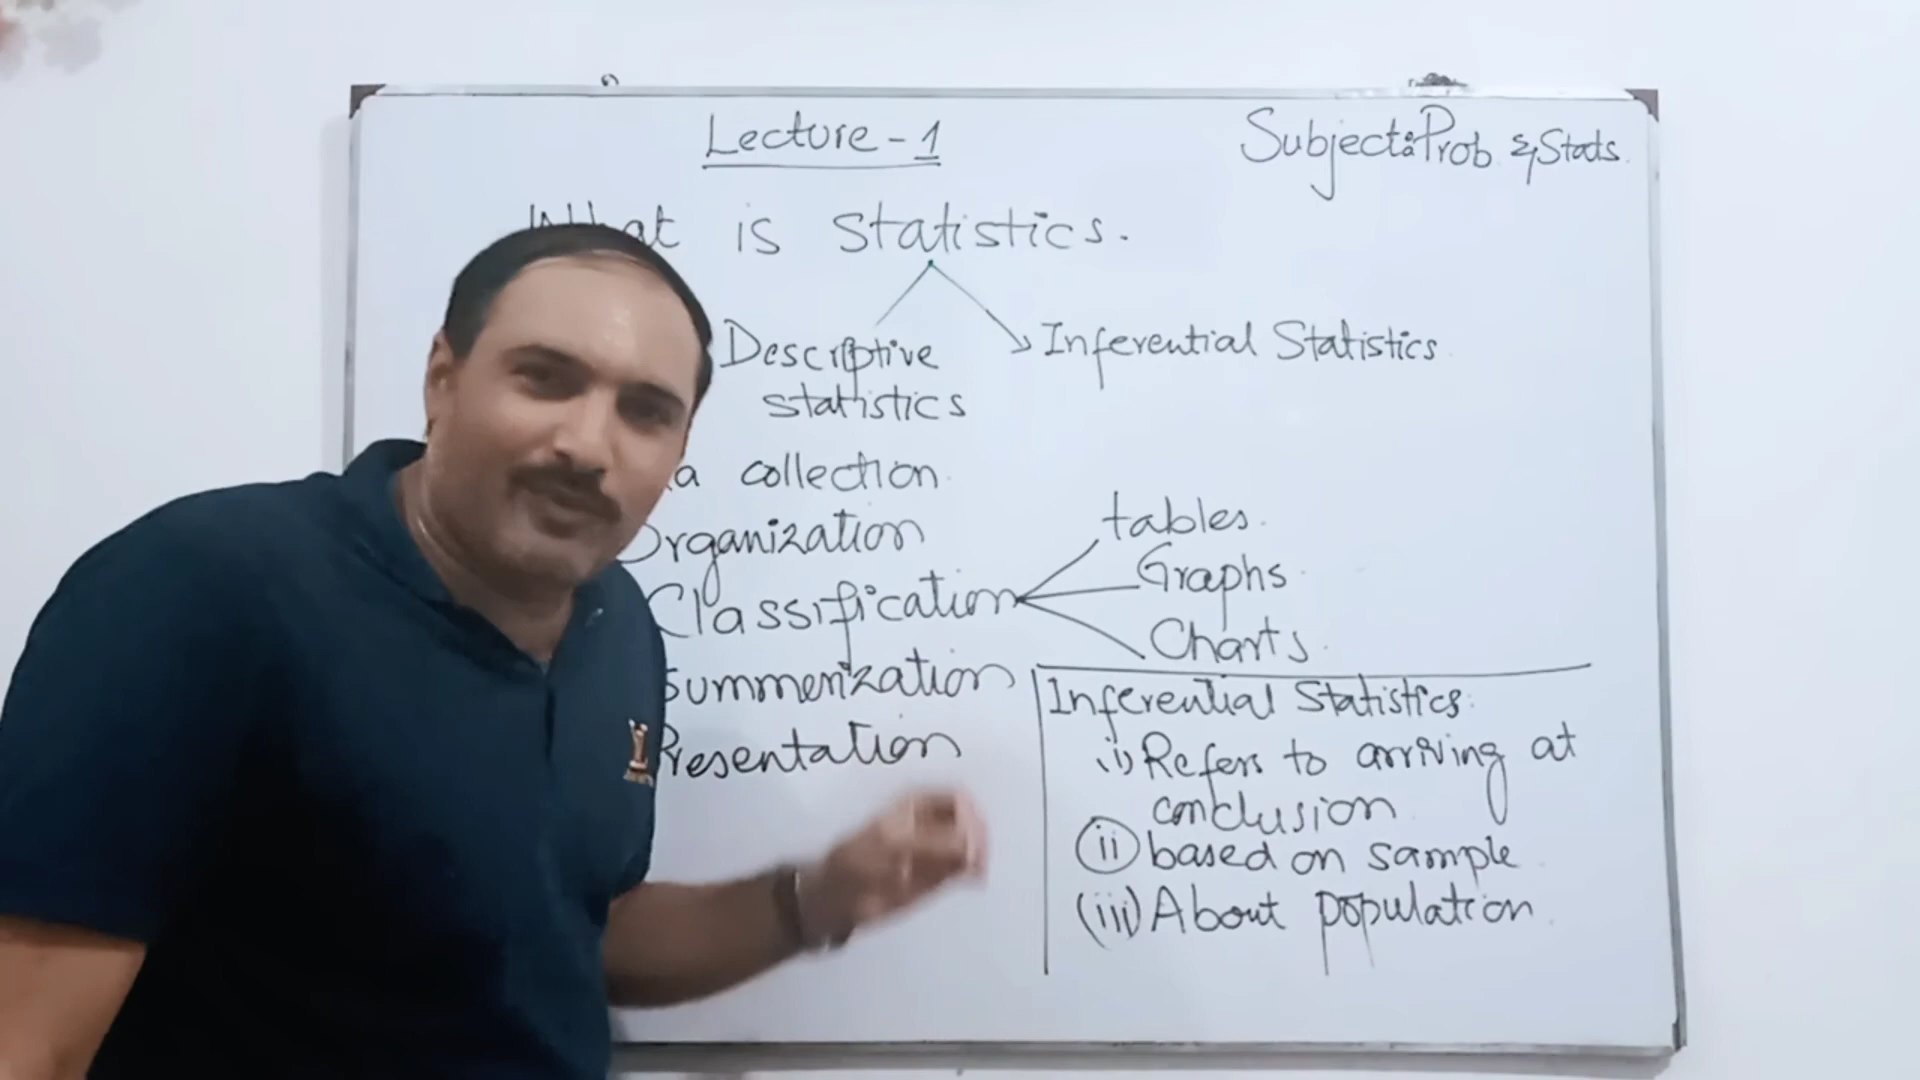 Lecture - 1
Subject: Prob. & Stats.
What is Statistics.
Descriptive
statistics
Inferential Statistics
collection
Organization
Classification
tables.
Graphs
Charts.
Summerization
Presentation
Inferential Statistics:
(i) Refers to arriving at
conclusion
(ii) based on sample
(iii) About population